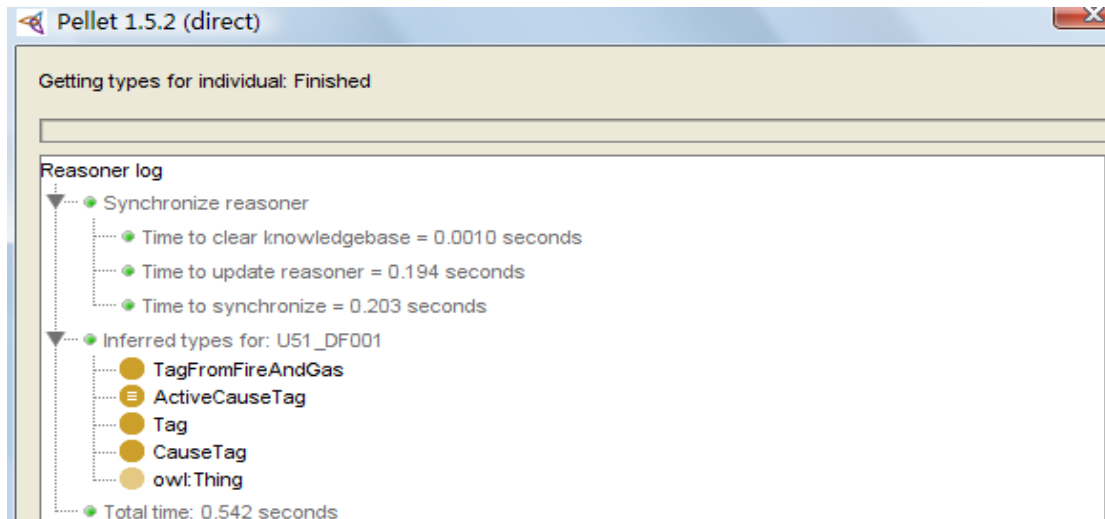 Pellet 1.5.2 (direct)
Getting types for individual: Finished
Reasoner log
Synchronize reasoner
Time to clear knowledgebase = 0.0010 seconds
Time to update reasoner = 0.194 seconds
Time to synchronize = 0.203 seconds
Inferred types for: U51_DF001
TagFromFireAndGas
ActiveCauseTag
Tag
CauseTag
owl:Thing
Total time: 0.542 seconds